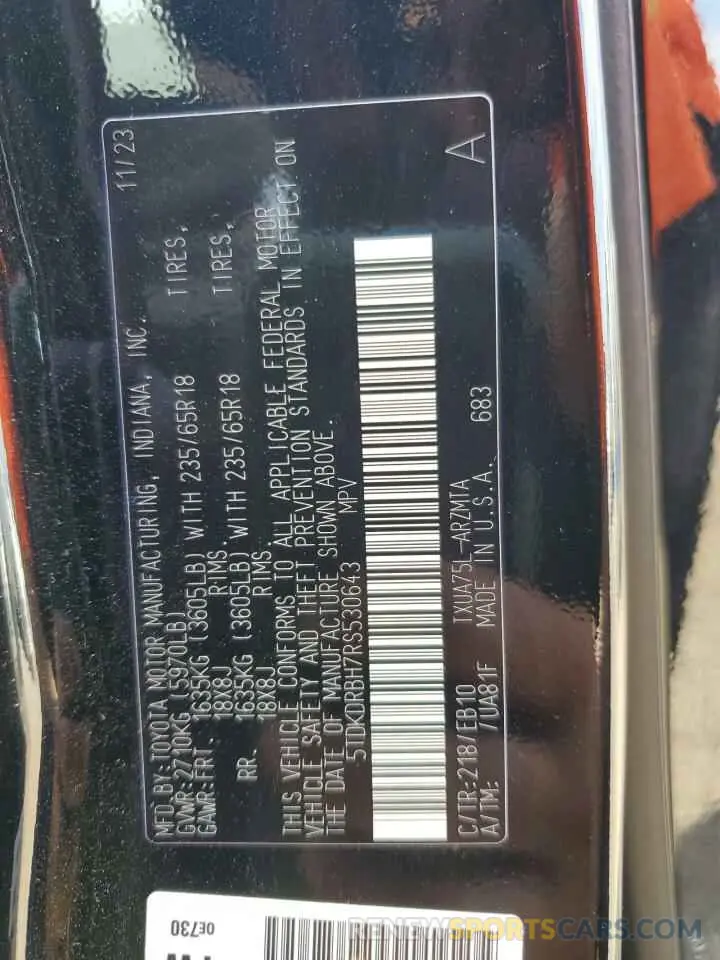 MFD BY: TOYOTA MOTOR MANUFACTURING, INDIANA, INC. 11/23
GVWR: 2710KG (5970LB)
GAWR: FRT. 1635KG (3605LB) WITH 235/65R18 TIRES,
18X8J RIMS
RR. 1635KG (3605LB) WITH 235/65R18 TIRES,
18X8J RIMS
THIS VEHICLE CONFORMS TO ALL APPLICABLE FEDERAL MOTOR
VEHICLE SAFETY AND THEFT PREVENTION STANDARDS IN EFFECT ON
THE DATE OF MANUFACTURE SHOWN ABOVE.
5TDKDRBH7RS530643 MPV
C/TR: 218/EB10 TXUA75L-ARZMTA A
A/TM: /UA81F MADE IN U.S.A. 683
0E730
RENEWSPORTSCARS.COM